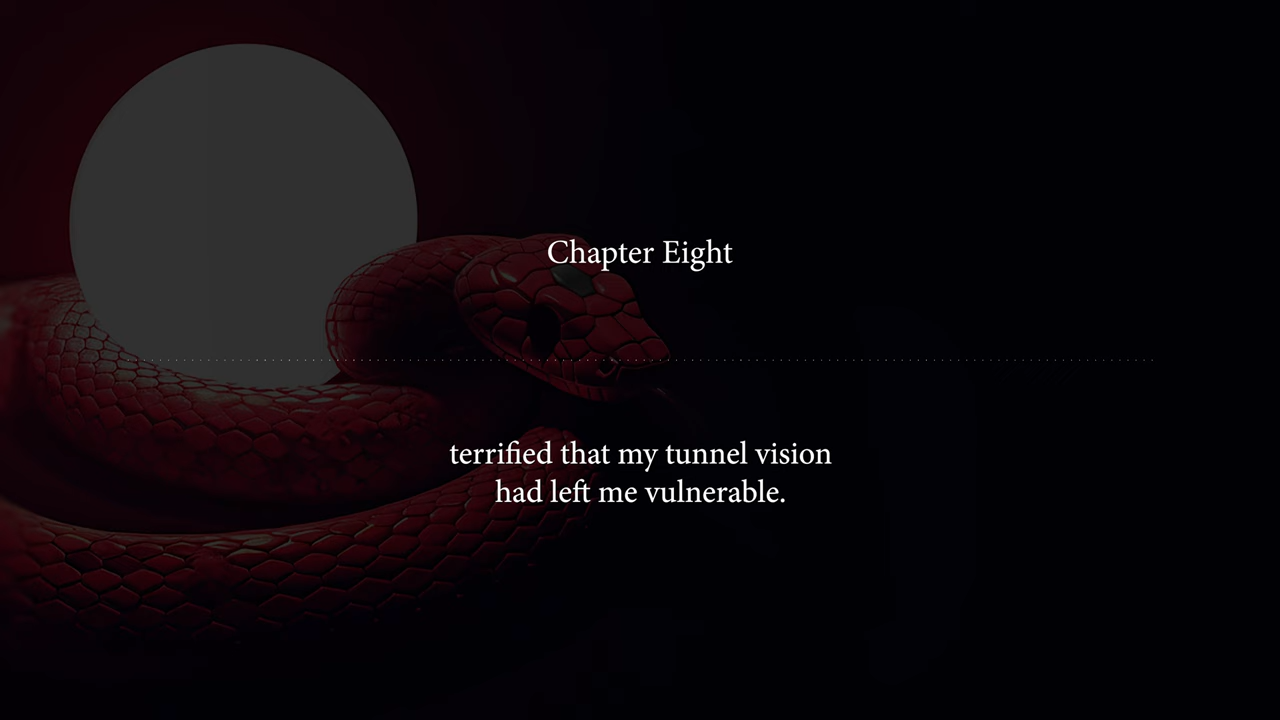 Chapter Eight
terrified that my tunnel vision
had left me vulnerable.